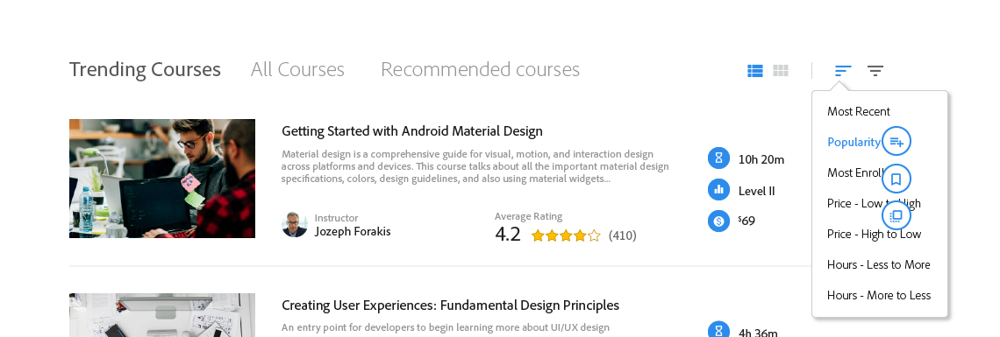 Trending Courses
All Courses
Recommended courses
Getting Started with Android Material Design
Material design is a comprehensive guide for visual, motion, and interaction design
across platforms and devices. This course talks about all the important material design
specifications, colors, design guidelines, and also using material widgets...
Instructor
Jozeph Forakis
Average Rating
4.2
(410)
10h 20m
Level II
$69
Most Recent
Popularity
Most Enroll
Price - Low to High
Price - High to Low
Hours - Less to More
Hours - More to Less
Creating User Experiences: Fundamental Design Principles
An entry point for developers to begin learning more about UI/UX design
4h 36m